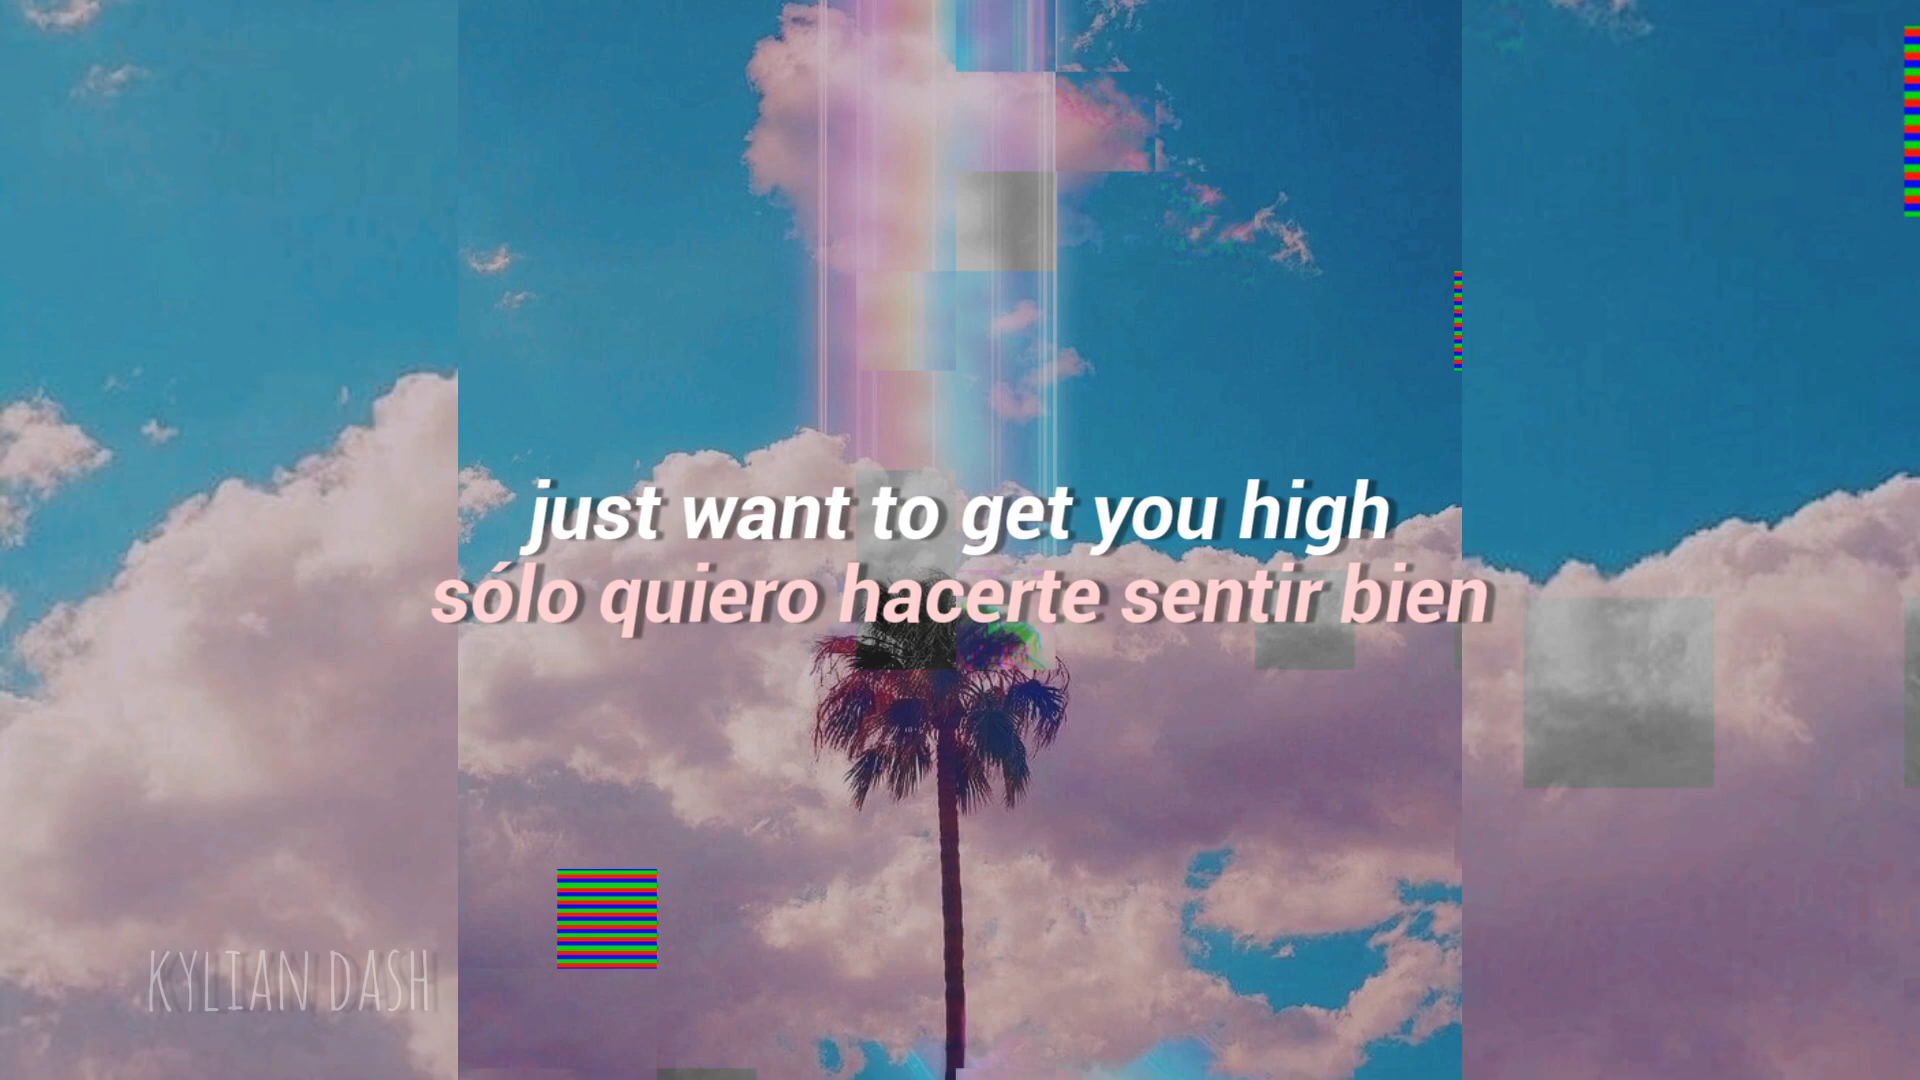 just want to get you high
sólo quiero hacerte sentir bien
KYLIAN DASH